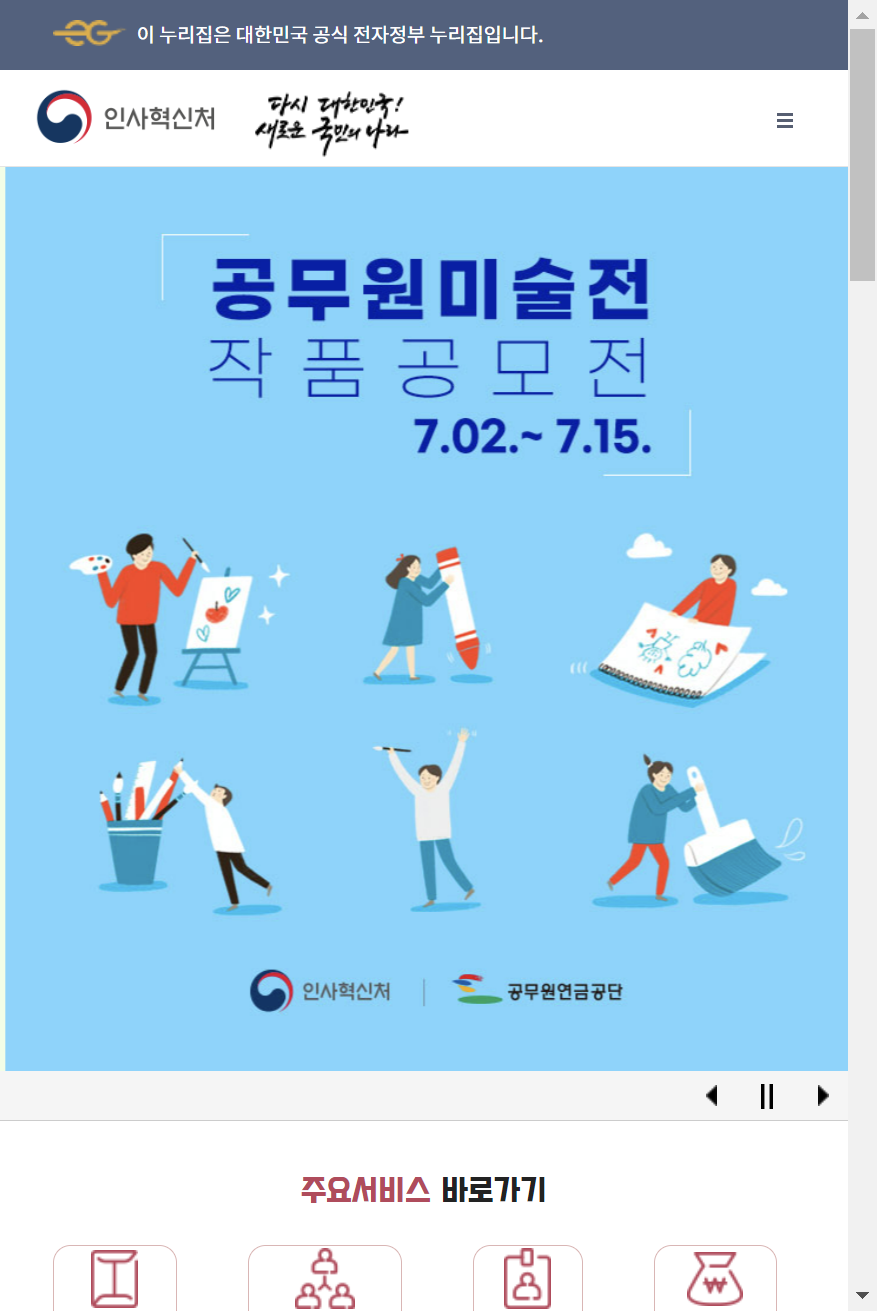 이 누리집은 대한민국 공식 전자정부 누리집입니다.
인사혁신처
다시 대한민국!
새로운 국민의 나라
공무원미술전
작품공모전
7.02.~ 7.15.
인사혁신처
공무원연금공단
주요서비스 바로가기